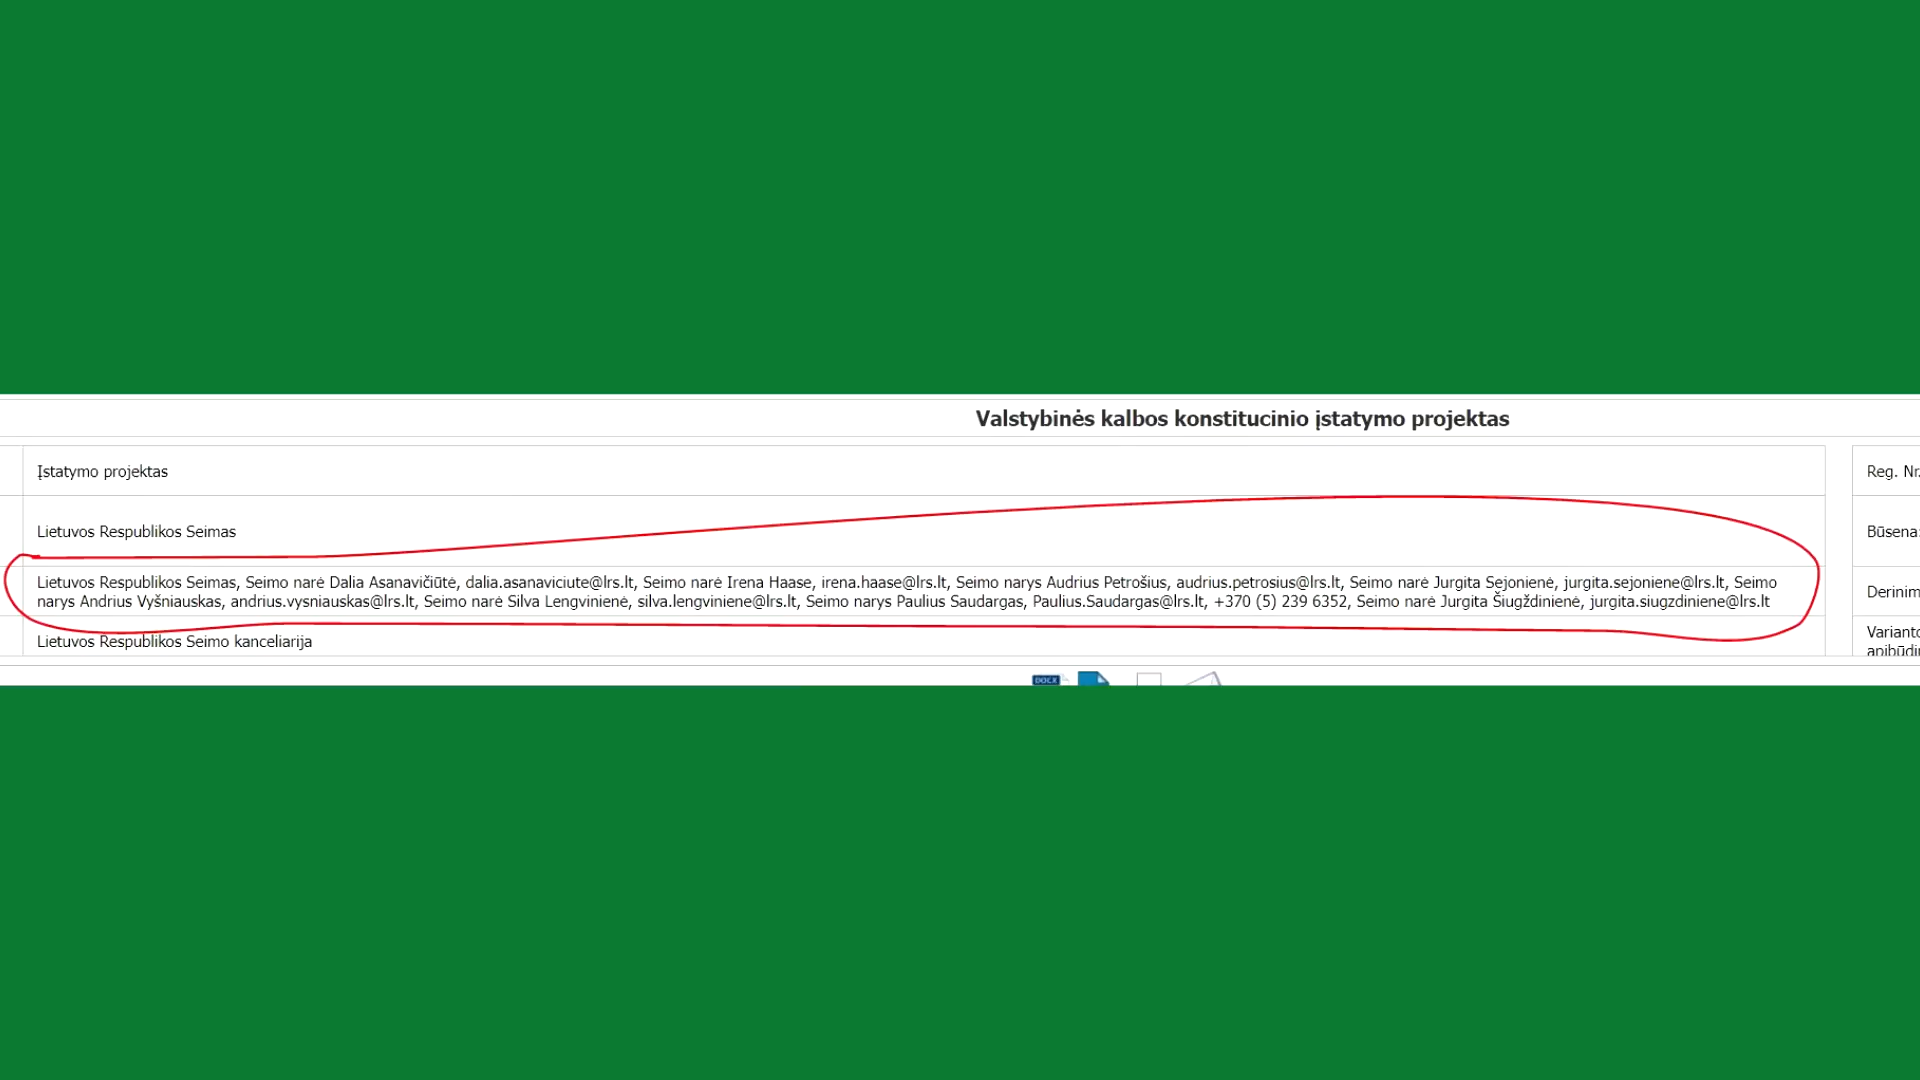 Valstybinės kalbos konstitucinio įstatymo projektas
Įstatymo projektas
Reg. Nr.
Lietuvos Respublikos Seimas
Būsena:
Lietuvos Respublikos Seimas, Seimo narė Dalia Asanavičiūtė, dalia.asanaviciute@lrs.lt, Seimo narė Irena Haase, irena.haase@lrs.lt, Seimo narys Audrius Petrošius, audrius.petrosius@lrs.lt, Seimo narė Jurgita Sejonienė, jurgita.sejoniene@lrs.lt, Seimo
narys Andrius Vyšniauskas, andrius.vysniauskas@lrs.lt, Seimo narė Silva Lengvinienė, silva.lengviniene@lrs.lt, Seimo narys Paulius Saudargas, Paulius.Saudargas@lrs.lt, +370 (5) 239 6352, Seimo narė Jurgita Šiugždinienė, jurgita.siugzdiniene@lrs.lt
Derinim
Lietuvos Respublikos Seimo kanceliarija
Varianto
apibūdin
DOCX